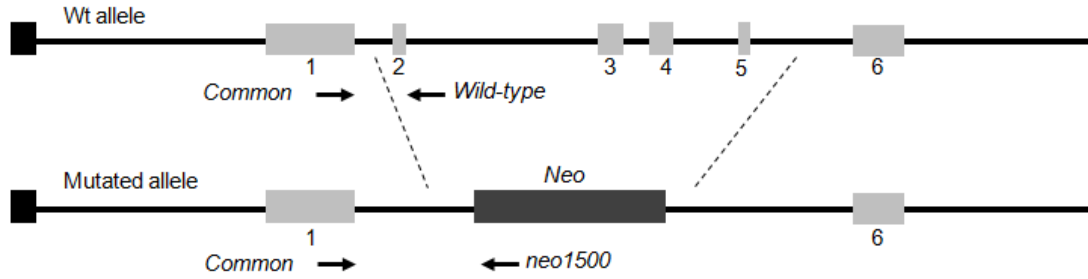 Wt allele
1 2 3 4 5 6
Common Wild-type
Mutated allele Neo
1 6
Common neo1500